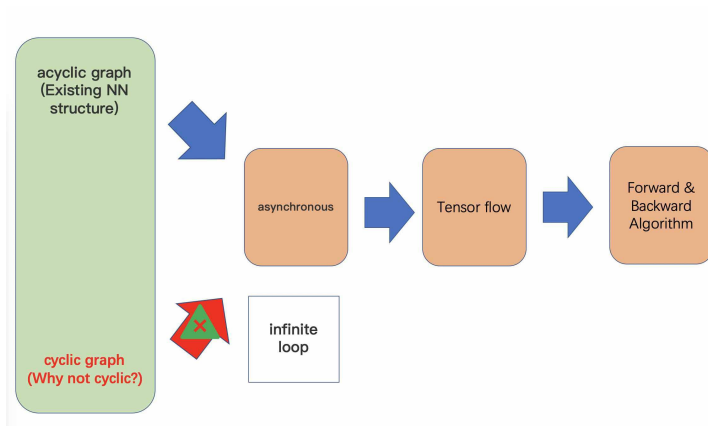 acyclic graph
(Existing NN
structure)
asynchronous
Tensor flow
Forward &
Backward
Algorithm
infinite
loop
cyclic graph
(Why not cyclic?)